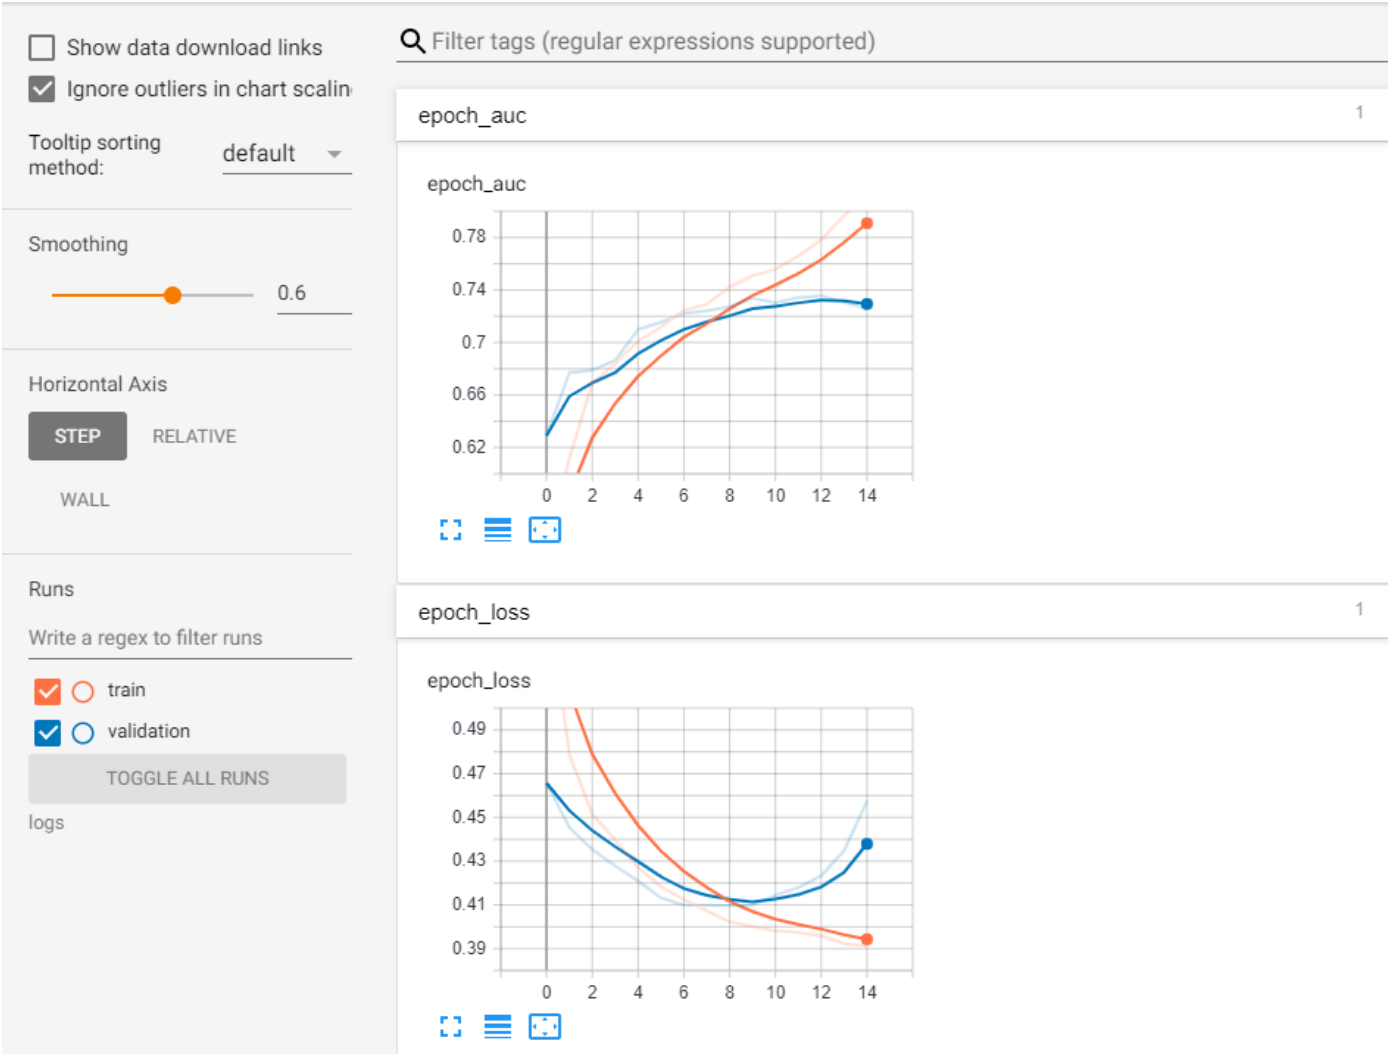 Show data download links
Ignore outliers in chart scalin
Tooltip sorting
method:
default
Smoothing
0.6
Horizontal Axis
STEP
RELATIVE
WALL
Runs
Write a regex to filter runs
train
validation
TOGGLE ALL RUNS
logs
Filter tags (regular expressions supported)
epoch_auc
1
epoch_auc
0.78
0.74
0.7
0.66
0.62
0 2 4 6 8 10 12 14
epoch_loss
1
epoch_loss
0.49
0.47
0.45
0.43
0.41
0.39
0 2 4 6 8 10 12 14